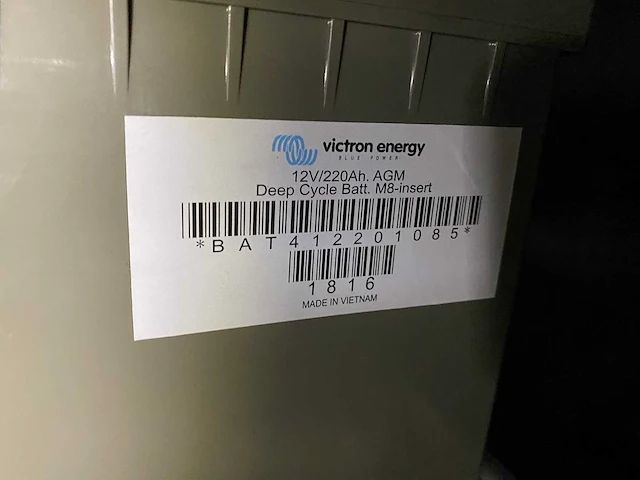 victron energy
BLUE POWER
12V/220Ah. AGM
Deep Cycle Batt. M8-insert
*BAT412201085*
1816
MADE IN VIETNAM